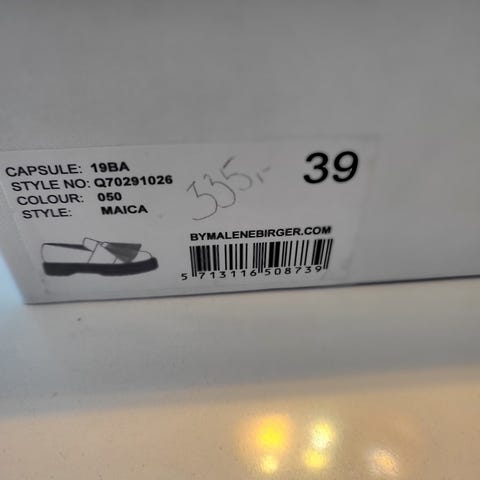 CAPSULE: 19BA
STYLE NO: Q70291026
COLOUR: 050
STYLE: MAICA
335,-
39
BYMALENEBIRGER.COM
5 713116 508739